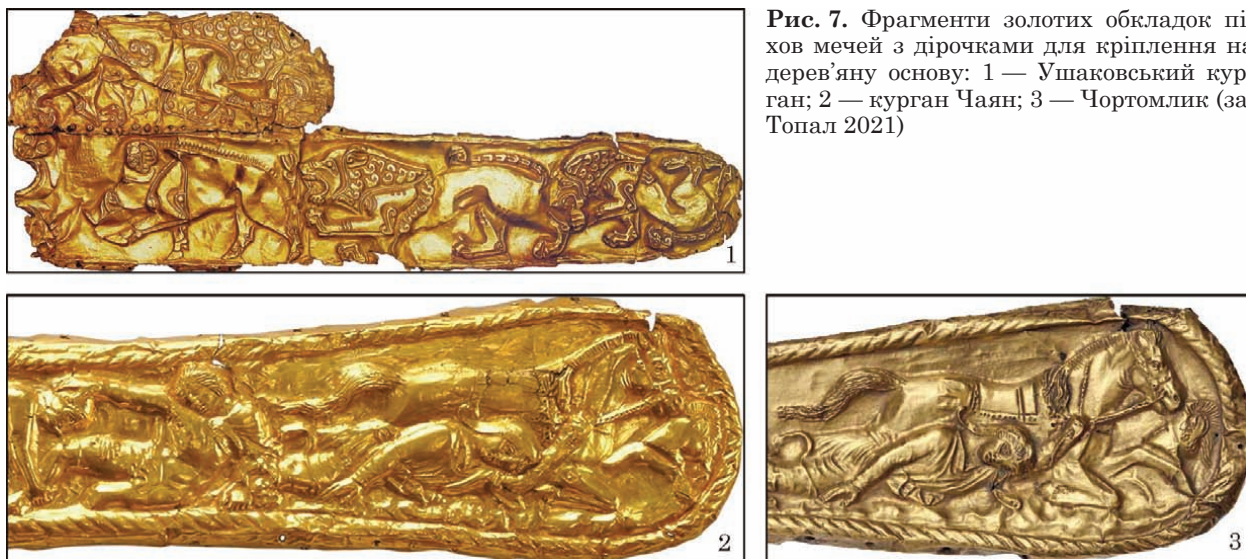 Рис. 7. Фрагменти золотих обкладок пі-
хов мечей з дірочками для кріплення на
дерев’яну основу: 1 — Ушаковський кур-
ган; 2 — курган Чаян; 3 — Чортомлик (за
Топал 2021)
1
2
3